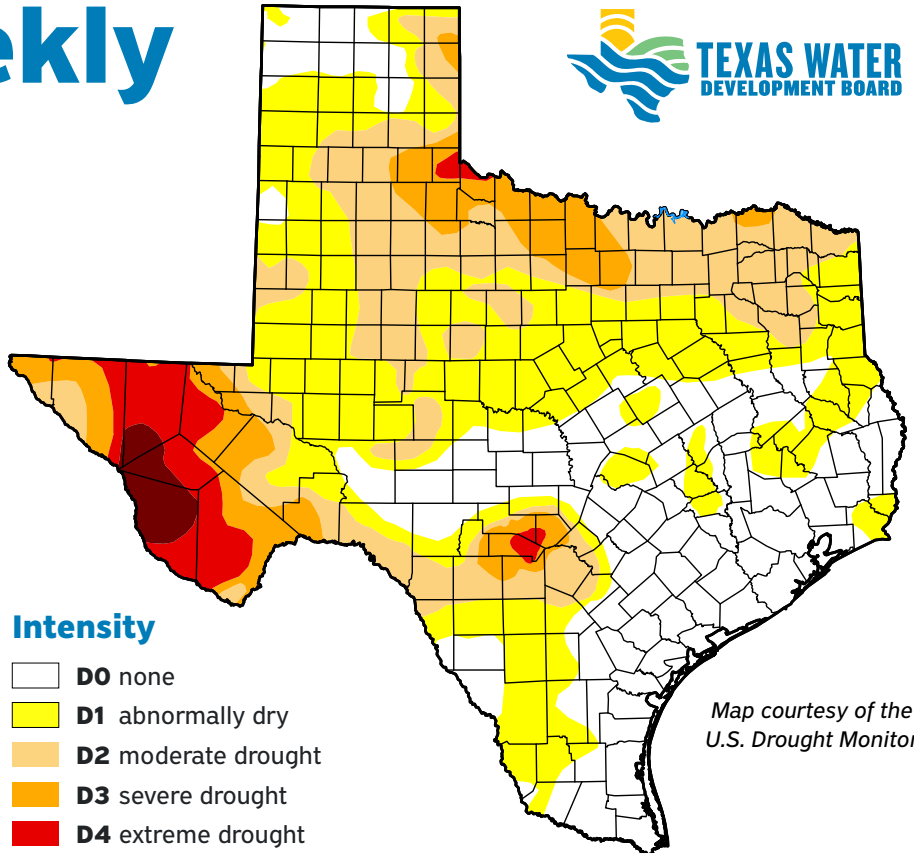 ekly
TEXAS WATER
DEVELOPMENT BOARD
Intensity
D0 none
D1 abnormally dry
D2 moderate drought
D3 severe drought
D4 extreme drought
Map courtesy of the
U.S. Drought Monitor